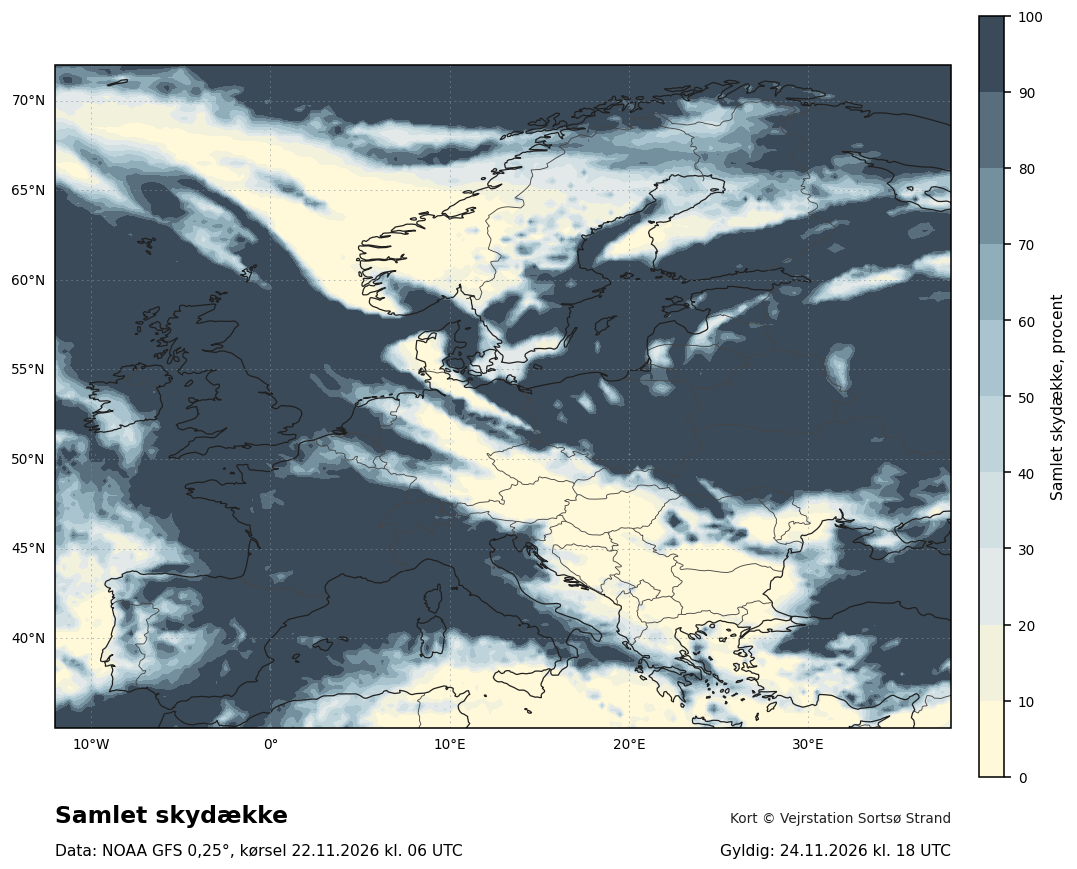 100
90
80
70
60
50
40
30
20
10
0
Samlet skydække, procent
70°N
65°N
60°N
55°N
50°N
45°N
40°N
10°W
0°
10°E
20°E
30°E
Samlet skydække
Kort © Vejrstation Sortsø Strand
Data: NOAA GFS 0,25°, kørsel 22.11.2026 kl. 06 UTC
Gyldig: 24.11.2026 kl. 18 UTC